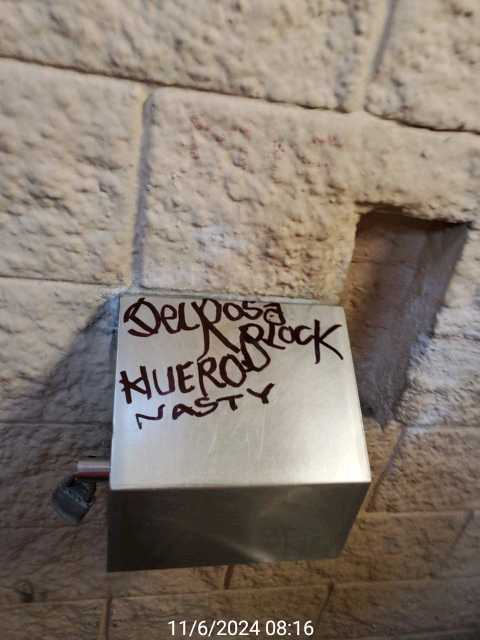 DelRosa
BLOCK
HUERO
NASTY
11/6/2024 08:16